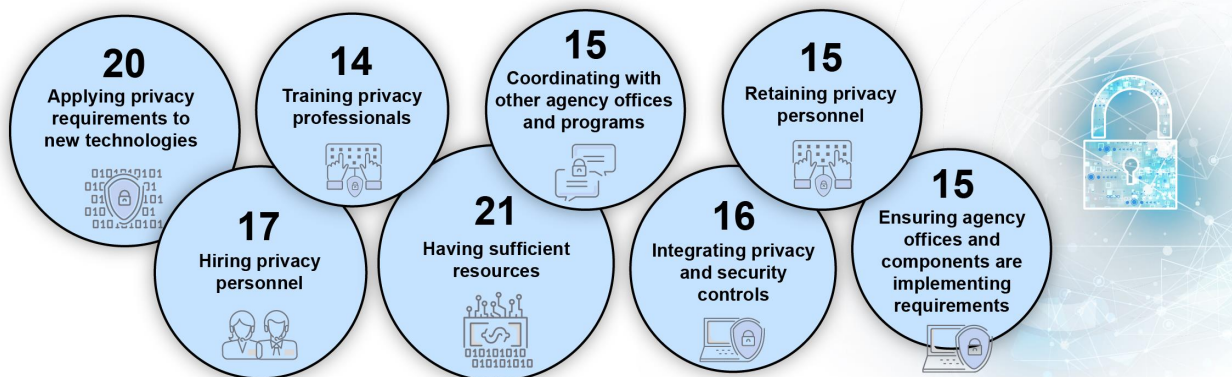 20
Applying privacy
requirements to
new technologies
17
Hiring privacy
personnel
14
Training privacy
professionals
21
Having sufficient
resources
15
Coordinating with
other agency offices
and programs
16
Integrating privacy
and security
controls
15
Retaining privacy
personnel
15
Ensuring agency
offices and
components are
implementing
requirements
010101010
010101010